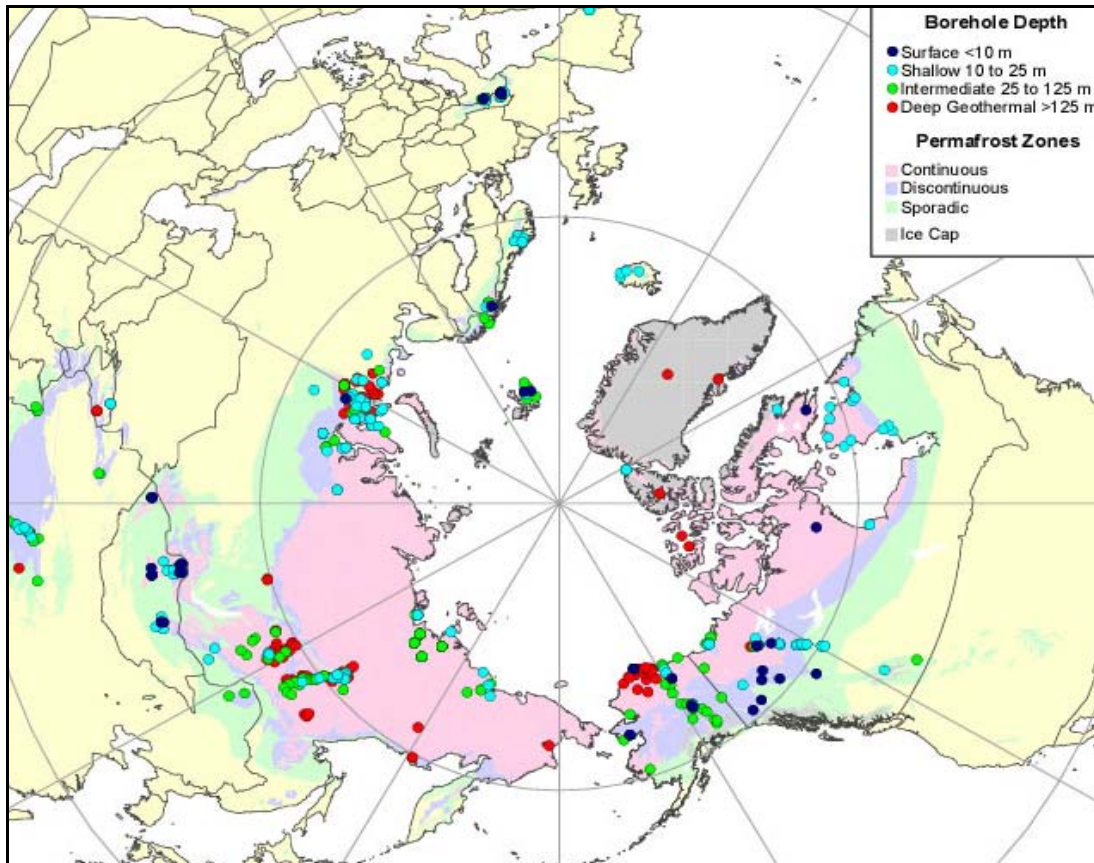 Borehole Depth
Surface <10 m
Shallow 10 to 25 m
Intermediate 25 to 125 m
Deep Geothermal >125 m
Permafrost Zones
Continuous
Discontinuous
Sporadic
Ice Cap